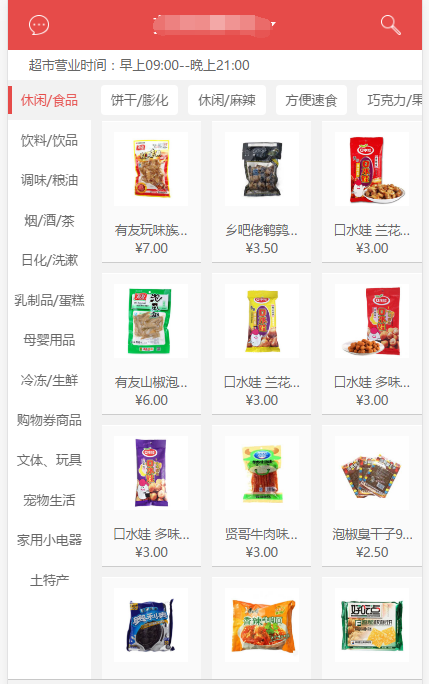 超市营业时间：早上09:00--晚上21:00
休闲/食品
饼干/膨化
休闲/麻辣
方便速食
巧克力/果
饮料/饮品
调味/粮油
烟/酒/茶
日化/洗漱
乳制品/蛋糕
母婴用品
冷冻/生鲜
购物券商品
文体、玩具
宠物生活
家用小电器
土特产
有友玩味族...
¥7.00
乡吧佬鹌鹑...
¥3.50
口水娃 兰花...
¥3.00
有友山椒泡...
¥6.00
口水娃 兰花...
¥3.00
口水娃 多味...
¥3.00
口水娃 多味...
¥3.00
贤哥牛肉味...
¥3.00
泡椒臭干子9...
¥2.50
好吃点